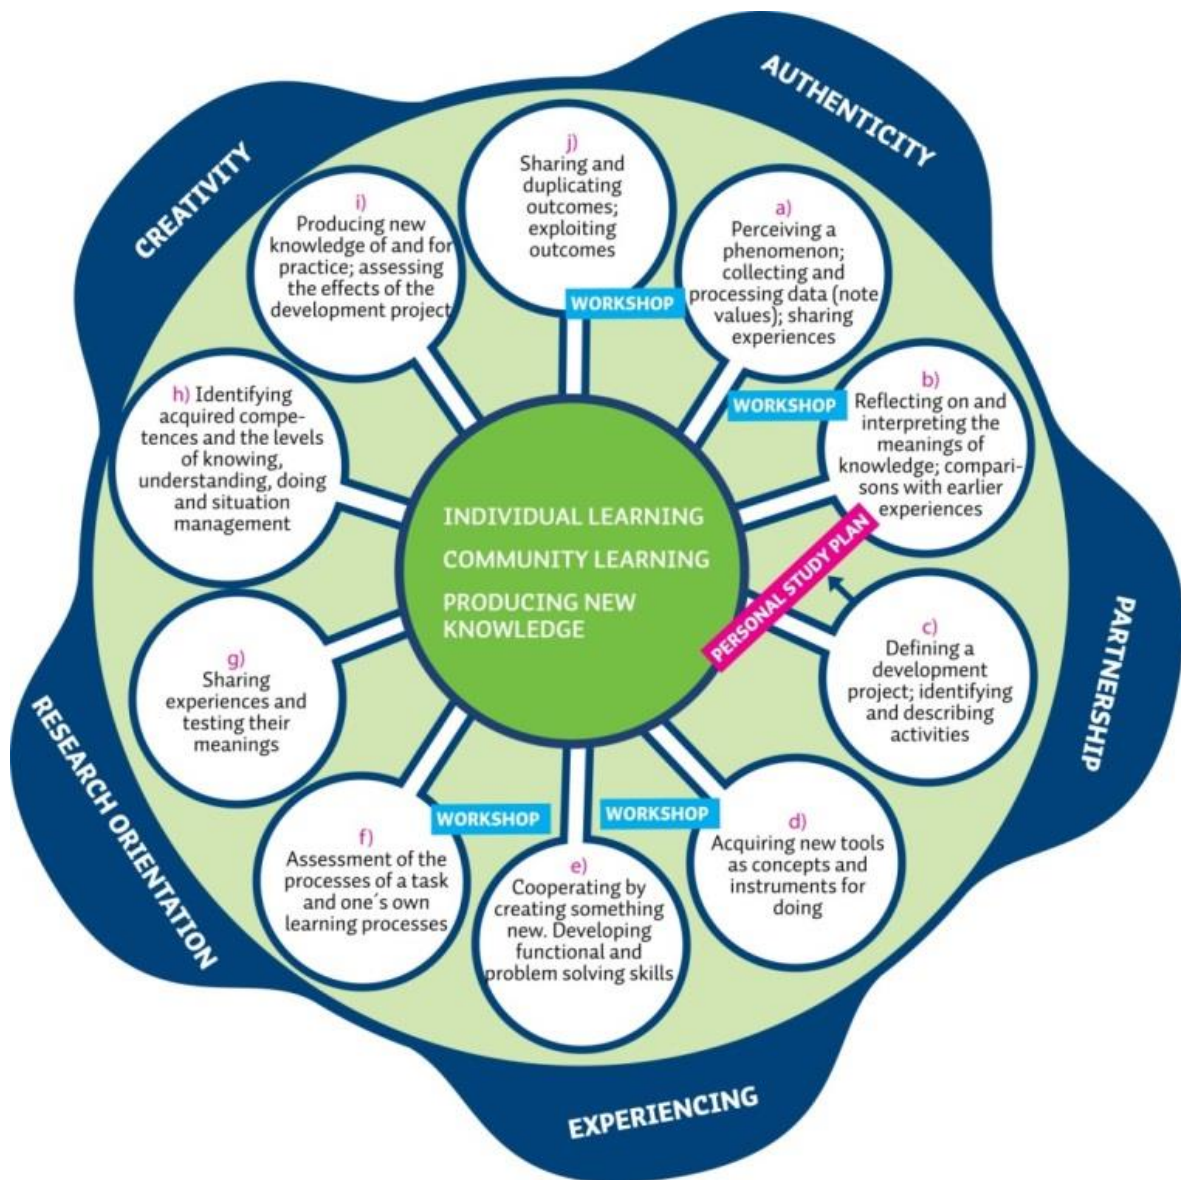 AUTHENTICITY
CREATIVITY
j)
Sharing and
duplicating
outcomes;
exploiting
outcomes
WORKSHOP
a)
Perceiving a
phenomenon;
collecting and
processing data (note
values); sharing
experiences
WORKSHOP
b)
Reflecting on and
interpreting the
meanings of
knowledge; compari-
sons with earlier
experiences
PERSONAL STUDY PLAN
c)
Defining a
development
project; identifying
and describing
activities
PARTNERSHIP
d)
Acquiring new tools
as concepts and
instruments for
doing
WORKSHOP
e)
Cooperating by
creating something
new. Developing
functional and
problem solving skills
EXPERIENCING
WORKSHOP
f)
Assessment of the
processes of a task
and one´s own
learning processes
g)
Sharing
experiences and
testing their
meanings
RESEARCH ORIENTATION
h) Identifying
acquired compe-
tences and the levels
of knowing,
understanding, doing
and situation
management
i)
Producing new
knowledge of and for
practice; assessing
the effects of the
development project
INDIVIDUAL LEARNING
COMMUNITY LEARNING
PRODUCING NEW
KNOWLEDGE